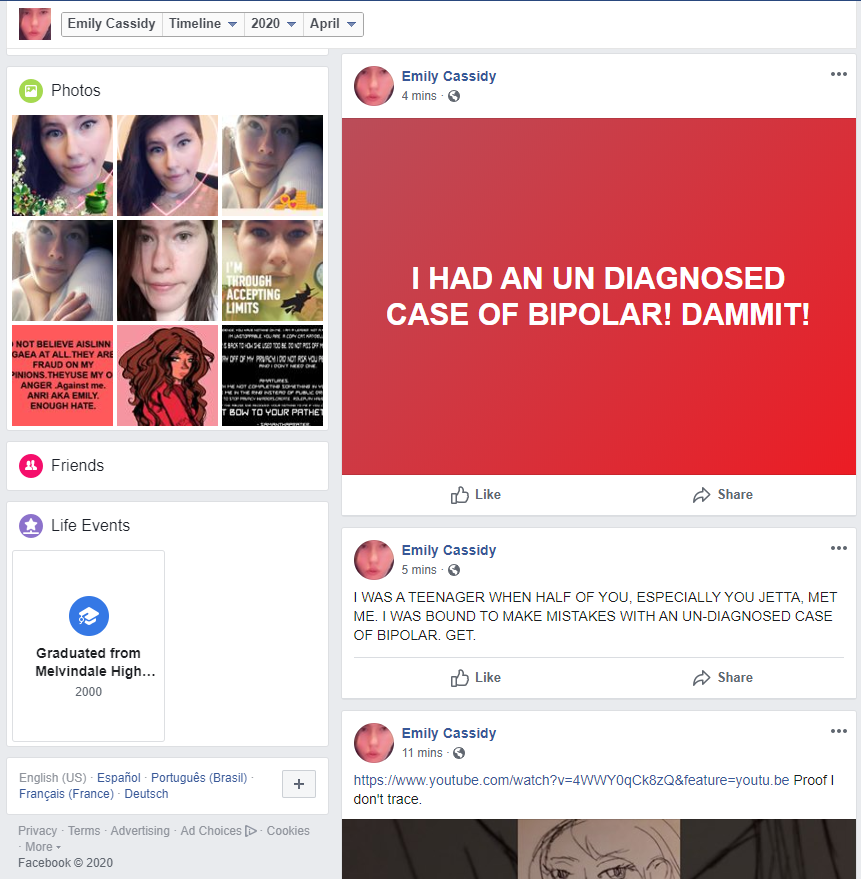 Emily Cassidy Timeline 2020 April
Photos
I'M
THROUGH
ACCEPTING
LIMITS
NOT BELIEVE AISLINN
GAEA AT ALL.THEY ARE
FRAUD ON MY
PINIONS.THEYUSE MY O
ANGER .Against me.
ANRI AKA EMILY.
ENOUGH HATE.
T BOW TO YOUR PATHET
Friends
Life Events
Graduated from
Melvindale High...
2000
English (US) · Español · Português (Brasil) ·
Français (France) · Deutsch
+
Privacy · Terms · Advertising · Ad Choices · Cookies
· More
Facebook © 2020
Emily Cassidy
4 mins ·
I HAD AN UN DIAGNOSED
CASE OF BIPOLAR! DAMMIT!
Like Share
Emily Cassidy
5 mins ·
I WAS A TEENAGER WHEN HALF OF YOU, ESPECIALLY YOU JETTA, MET
ME. I WAS BOUND TO MAKE MISTAKES WITH AN UN-DIAGNOSED CASE
OF BIPOLAR. GET.
Like Share
Emily Cassidy
11 mins ·
https://www.youtube.com/watch?v=4WWY0qCk8zQ&feature=youtu.be Proof I
don't trace.